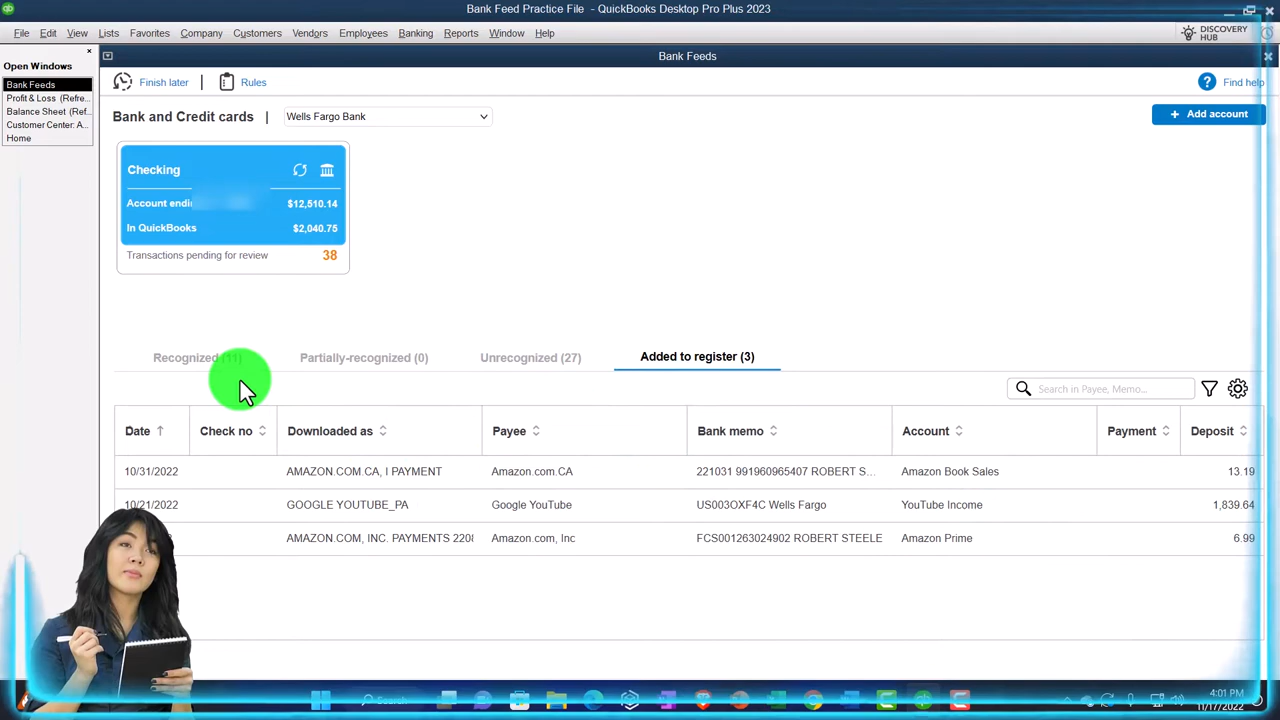 Bank Feed Practice File - QuickBooks Desktop Pro Plus 2023
File Edit View Lists Favorites Company Customers Vendors Employees Banking Reports Window Help
DISCOVERY HUB
Open Windows
Bank Feeds
Profit & Loss (Refre...
Balance Sheet (Ref...
Customer Center: A...
Home
Bank Feeds
Finish later | Rules
Find help
Bank and Credit cards | Wells Fargo Bank
+ Add account
Checking
Account endi $12,510.14
In QuickBooks $2,040.75
Transactions pending for review 38
Recognized (11) Partially-recognized (0) Unrecognized (27) Added to register (3)
Search in Payee, Memo...
Date Check no Downloaded as Payee Bank memo Account Payment Deposit
10/31/2022 AMAZON.COM.CA, I PAYMENT Amazon.com.CA 221031 991960965407 ROBERT S... Amazon Book Sales 13.19
10/21/2022 GOOGLE YOUTUBE_PA Google YouTube US003OXF4C Wells Fargo YouTube Income 1,839.64
AMAZON.COM, INC. PAYMENTS 2208 Amazon.com, Inc FCS001263024902 ROBERT STEELE Amazon Prime 6.99
Search
4:01 PM
11/17/2022